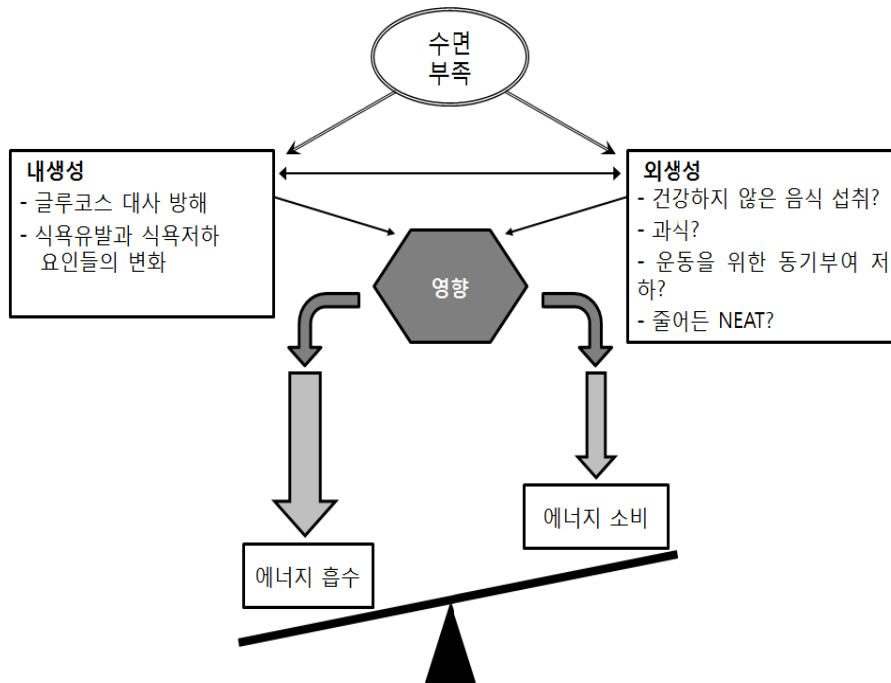 수면
부족
내생성
- 글루코스 대사 방해
- 식욕유발과 식욕저하
요인들의 변화
외생성
- 건강하지 않은 음식 섭취?
- 과식?
- 운동을 위한 동기부여 저
하?
- 줄어든 NEAT?
영향
에너지 소비
에너지 흡수